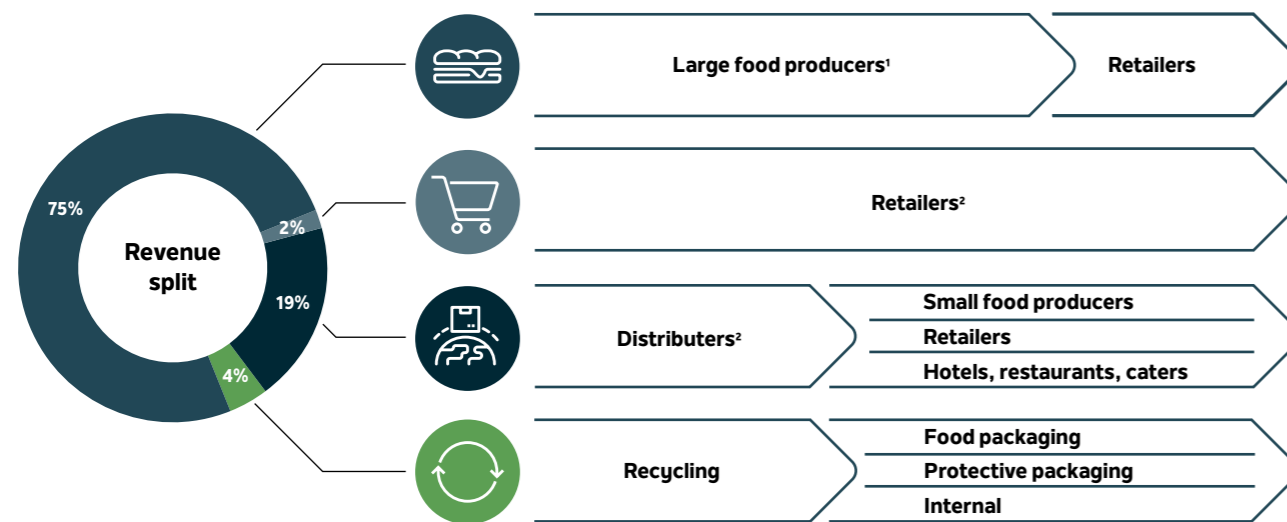 Large food producers¹
Retailers
75%
2%
Revenue
split
Retailers²
19%
4%
Distributers²
Small food producers
Retailers
Hotels, restaurants, caters
Recycling
Food packaging
Protective packaging
Internal